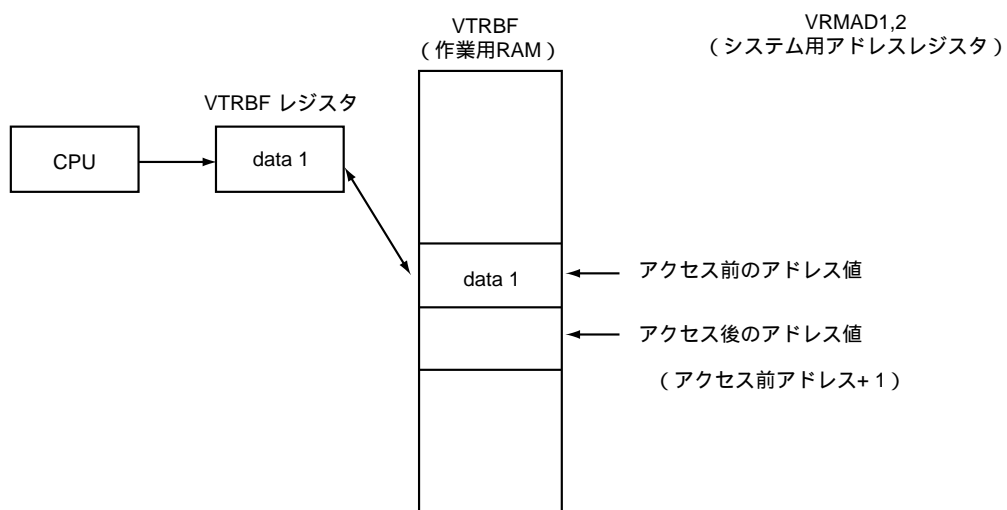 VTRBF
（作業用RAM）
VRMAD1,2
（システム用アドレスレジスタ）
VTRBF レジスタ
CPU
data 1
data 1
アクセス前のアドレス値
アクセス後のアドレス値
（アクセス前アドレス+ 1）